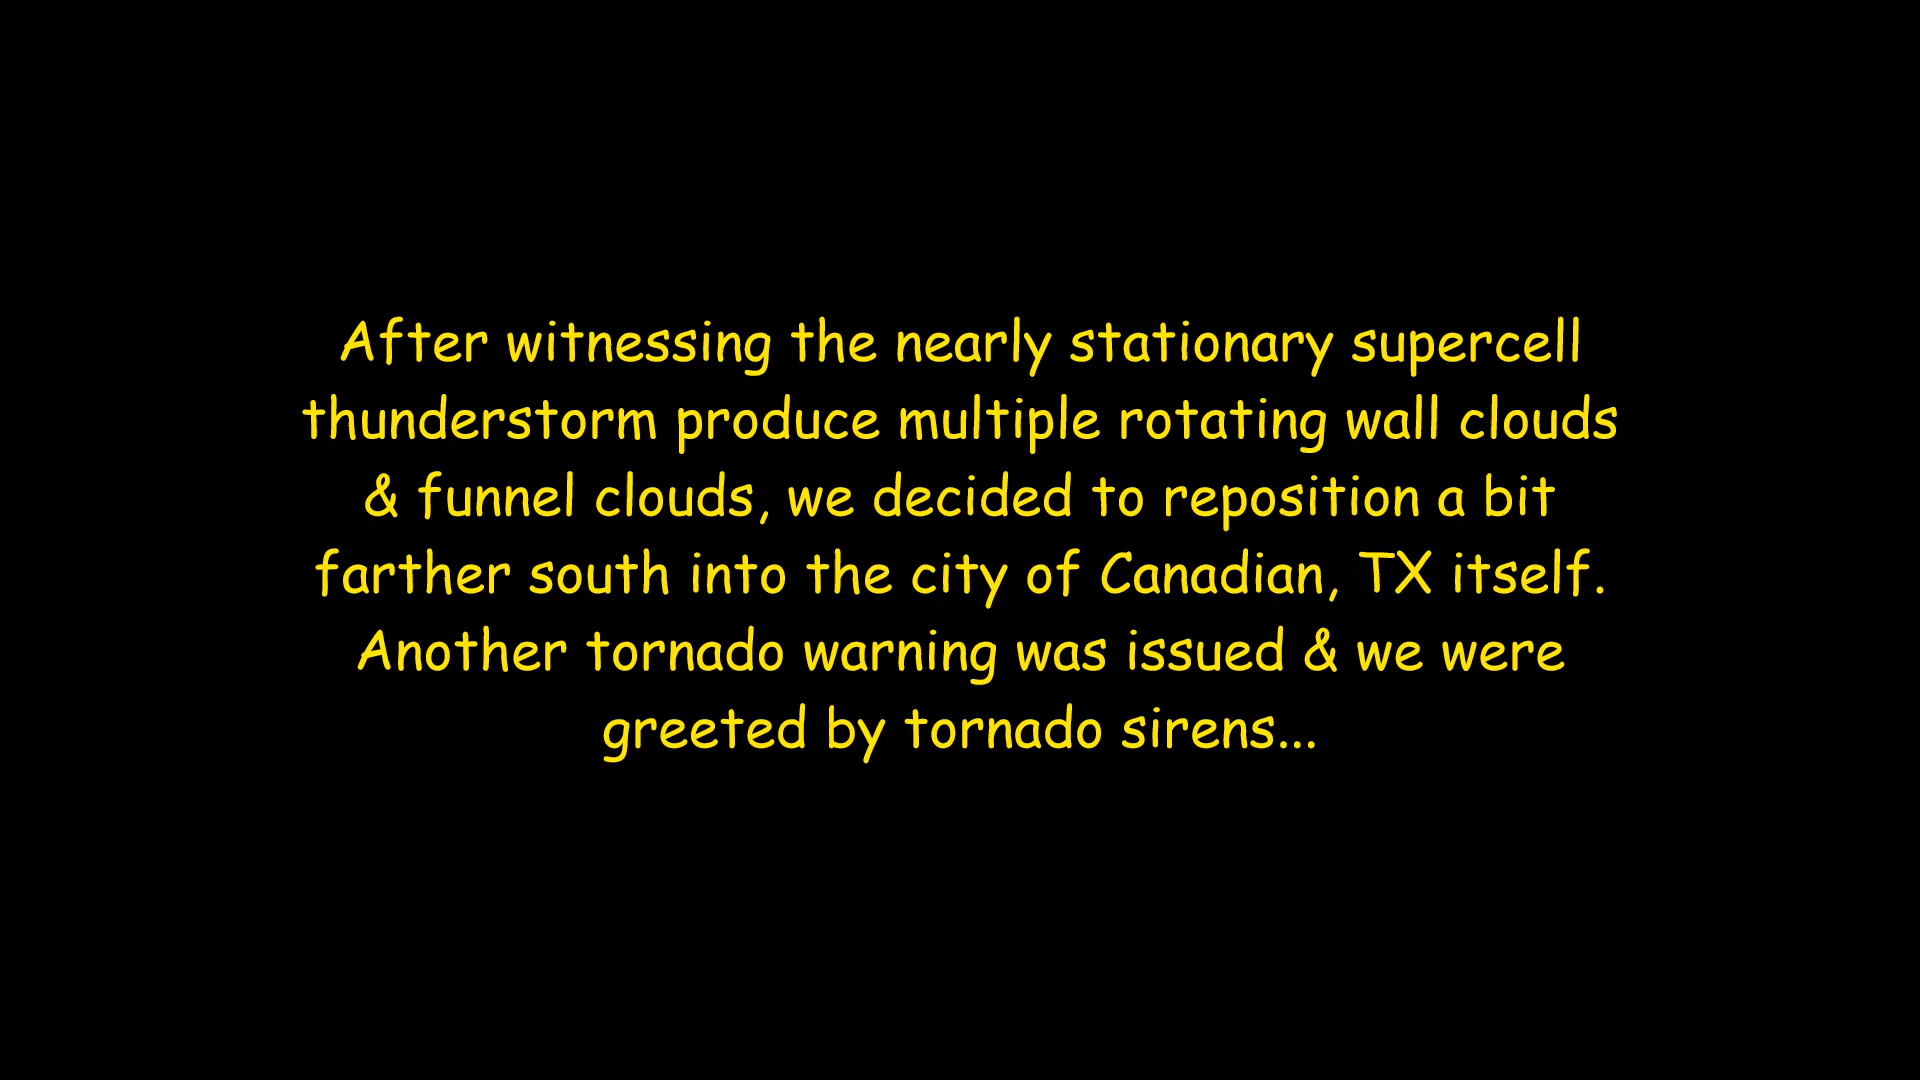 After witnessing the nearly stationary supercell
thunderstorm produce multiple rotating wall clouds
& funnel clouds, we decided to reposition a bit
farther south into the city of Canadian, TX itself.
Another tornado warning was issued & we were
greeted by tornado sirens...